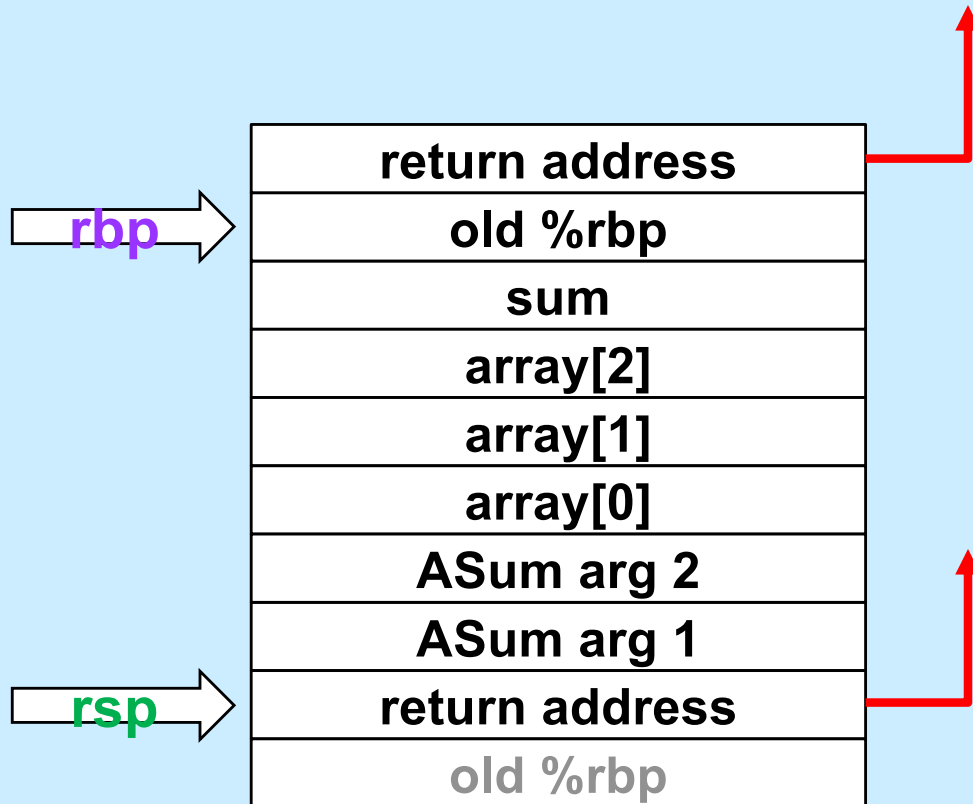 return address
rbp
old %rbp
sum
array[2]
array[1]
array[0]
ASum arg 2
ASum arg 1
rsp
return address
old %rbp